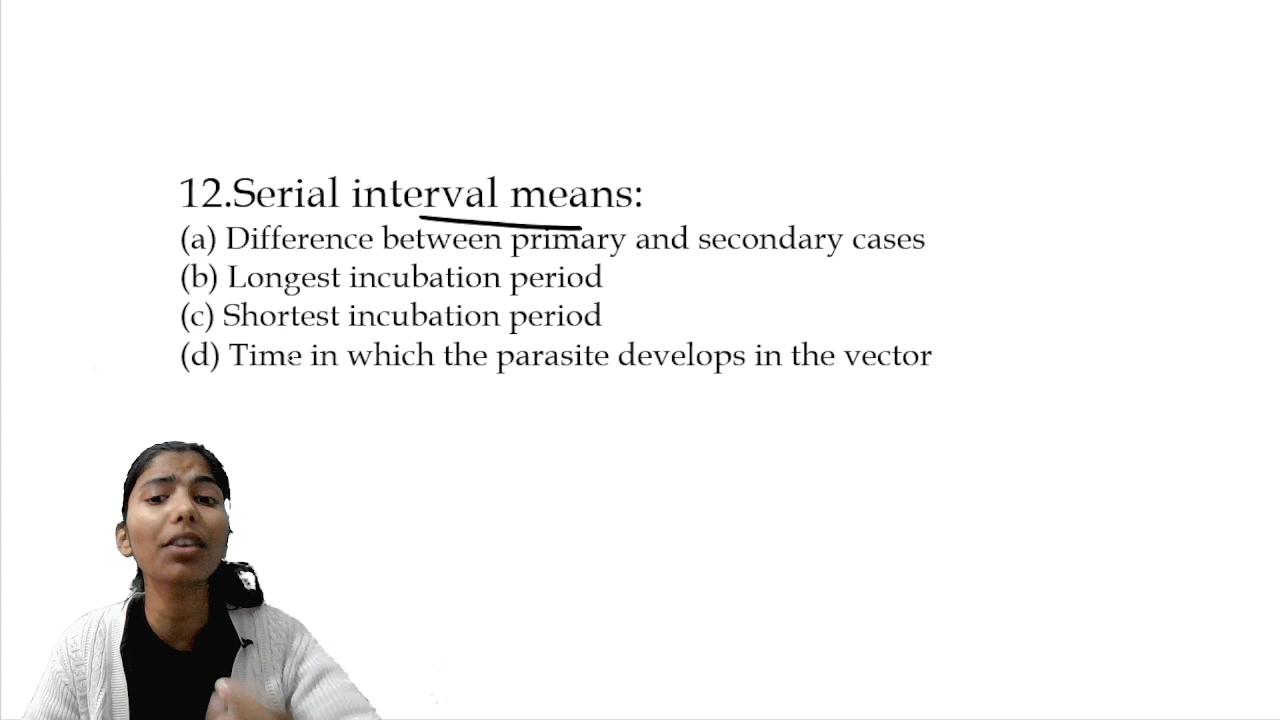 12.Serial interval means:
(a) Difference between primary and secondary cases
(b) Longest incubation period
(c) Shortest incubation period
(d) Time in which the parasite develops in the vector